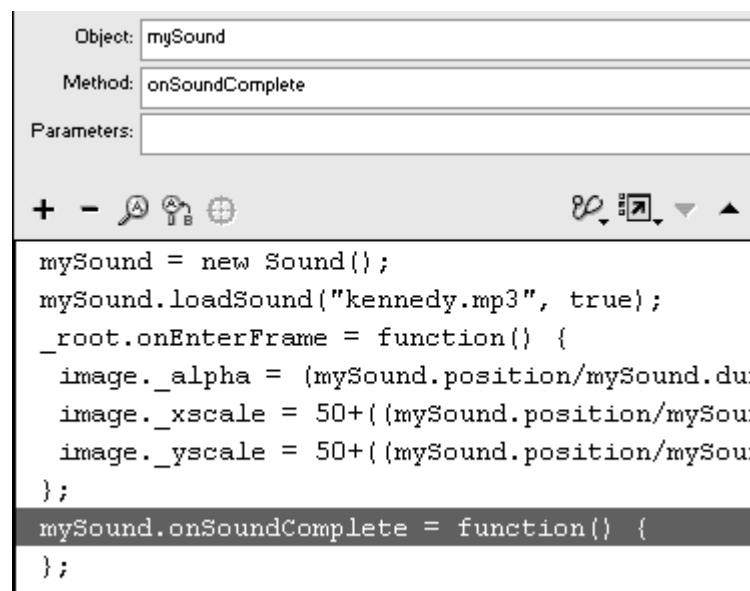 Object: mySound
Method: onSoundComplete
Parameters:
mySound = new Sound();
mySound.loadSound("kennedy.mp3", true);
_root.onEnterFrame = function() {
image._alpha = (mySound.position/mySound.du
image._xscale = 50+((mySound.position/mySou
image._yscale = 50+((mySound.position/mySou
};
mySound.onSoundComplete = function() {
};